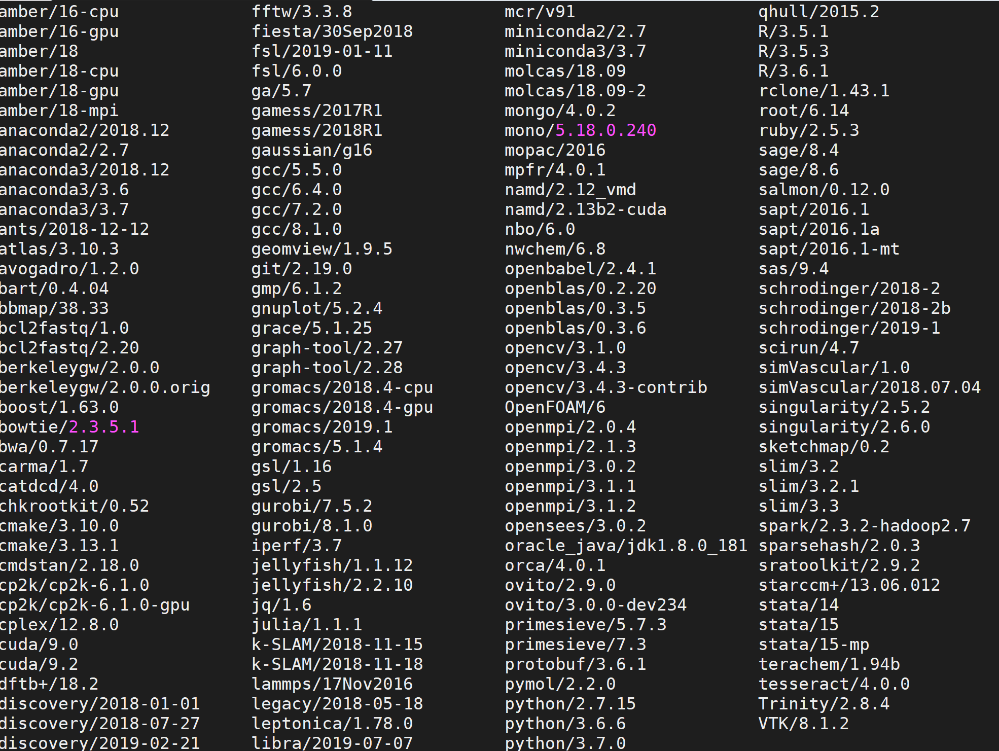 amber/16-cpu fftw/3.3.8 mcr/v91 qhull/2015.2
amber/16-gpu fiesta/30Sep2018 miniconda2/2.7 R/3.5.1
amber/18 fsl/2019-01-11 miniconda3/3.7 R/3.5.3
amber/18-cpu fsl/6.0.0 molcas/18.09 R/3.6.1
amber/18-gpu ga/5.7 molcas/18.09-2 rclone/1.43.1
amber/18-mpi gamess/2017R1 mongo/4.0.2 root/6.14
anaconda2/2018.12 gamess/2018R1 mono/5.18.0.240 ruby/2.5.3
anaconda2/2.7 gaussian/g16 mopac/2016 sage/8.4
anaconda3/2018.12 gcc/5.5.0 mpfr/4.0.1 sage/8.6
anaconda3/3.6 gcc/6.4.0 namd/2.12_vmd salmon/0.12.0
anaconda3/3.7 gcc/7.2.0 namd/2.13b2-cuda sapt/2016.1
ants/2018-12-12 gcc/8.1.0 nbo/6.0 sapt/2016.1a
atlas/3.10.3 geomview/1.9.5 nwchem/6.8 sapt/2016.1-mt
avogadro/1.2.0 git/2.19.0 openbabel/2.4.1 sas/9.4
bart/0.4.04 gmp/6.1.2 openblas/0.2.20 schrodinger/2018-2
bbmap/38.33 gnuplot/5.2.4 openblas/0.3.5 schrodinger/2018-2b
bcl2fastq/1.0 grace/5.1.25 openblas/0.3.6 schrodinger/2019-1
bcl2fastq/2.20 graph-tool/2.27 opencv/3.1.0 scirun/4.7
berkeleygw/2.0.0 graph-tool/2.28 opencv/3.4.3 simVascular/1.0
berkeleygw/2.0.0.orig gromacs/2018.4-cpu opencv/3.4.3-contrib simVascular/2018.07.04
boost/1.63.0 gromacs/2018.4-gpu OpenFOAM/6 singularity/2.5.2
bowtie/2.3.5.1 gromacs/2019.1 openmpi/2.0.4 singularity/2.6.0
bwa/0.7.17 gromacs/5.1.4 openmpi/2.1.3 sketchmap/0.2
carma/1.7 gsl/1.16 openmpi/3.0.2 slim/3.2
catdcd/4.0 gsl/2.5 openmpi/3.1.1 slim/3.2.1
chkrootkit/0.52 gurobi/7.5.2 openmpi/3.1.2 slim/3.3
cmake/3.10.0 gurobi/8.1.0 opensees/3.0.2 spark/2.3.2-hadoop2.7
cmake/3.13.1 iperf/3.7 oracle_java/jdk1.8.0_181 sparsehash/2.0.3
cmdstan/2.18.0 jellyfish/1.1.12 orca/4.0.1 sratoolkit/2.9.2
cp2k/cp2k-6.1.0 jellyfish/2.2.10 ovito/2.9.0 starccm+/13.06.012
cp2k/cp2k-6.1.0-gpu jq/1.6 ovito/3.0.0-dev234 stata/14
cplex/12.8.0 julia/1.1.1 primesieve/5.7.3 stata/15
cuda/9.0 k-SLAM/2018-11-15 primesieve/7.3 stata/15-mp
cuda/9.2 k-SLAM/2018-11-18 protobuf/3.6.1 terachem/1.94b
dftb+/18.2 lammps/17Nov2016 pymol/2.2.0 tesseract/4.0.0
discovery/2018-01-01 legacy/2018-05-18 python/2.7.15 Trinity/2.8.4
discovery/2018-07-27 leptonica/1.78.0 python/3.6.6 VTK/8.1.2
discovery/2019-02-21 libra/2019-07-07 python/3.7.0